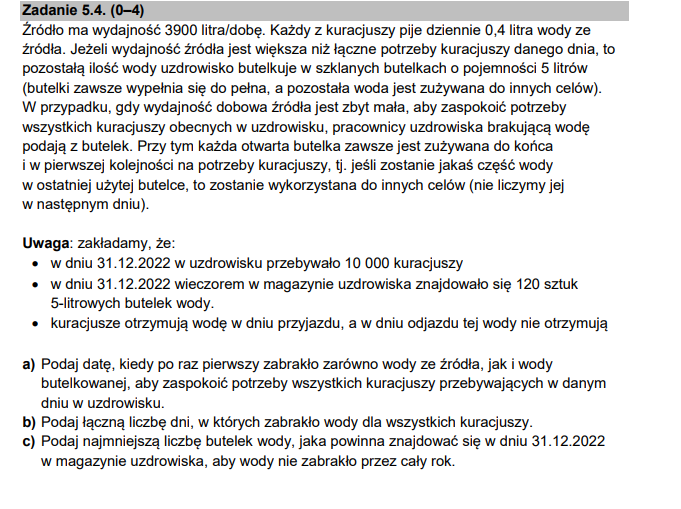 Zadanie 5.4. (0–4)
Źródło ma wydajność 3900 litra/dobę. Każdy z kuracjuszy pije dziennie 0,4 litra wody ze
źródła. Jeżeli wydajność źródła jest większa niż łączne potrzeby kuracjuszy danego dnia, to
pozostałą ilość wody uzdrowisko butelkuje w szklanych butelkach o pojemności 5 litrów
(butelki zawsze wypełnia się do pełna, a pozostała woda jest zużywana do innych celów).
W przypadku, gdy wydajność dobowa źródła jest zbyt mała, aby zaspokoić potrzeby
wszystkich kuracjuszy obecnych w uzdrowisku, pracownicy uzdrowiska brakującą wodę
podają z butelek. Przy tym każda otwarta butelka zawsze jest zużywana do końca
i w pierwszej kolejności na potrzeby kuracjuszy, tj. jeśli zostanie jakaś część wody
w ostatniej użytej butelce, to zostanie wykorzystana do innych celów (nie liczymy jej
w następnym dniu).
Uwaga: zakładamy, że:
• w dniu 31.12.2022 w uzdrowisku przebywało 10 000 kuracjuszy
• w dniu 31.12.2022 wieczorem w magazynie uzdrowiska znajdowało się 120 sztuk
5-litrowych butelek wody.
• kuracjusze otrzymują wodę w dniu przyjazdu, a w dniu odjazdu tej wody nie otrzymują
a) Podaj datę, kiedy po raz pierwszy zabrakło zarówno wody ze źródła, jak i wody
butelkowanej, aby zaspokoić potrzeby wszystkich kuracjuszy przebywających w danym
dniu w uzdrowisku.
b) Podaj łączną liczbę dni, w których zabrakło wody dla wszystkich kuracjuszy.
c) Podaj najmniejszą liczbę butelek wody, jaka powinna znajdować się w dniu 31.12.2022
w magazynie uzdrowiska, aby wody nie zabrakło przez cały rok.